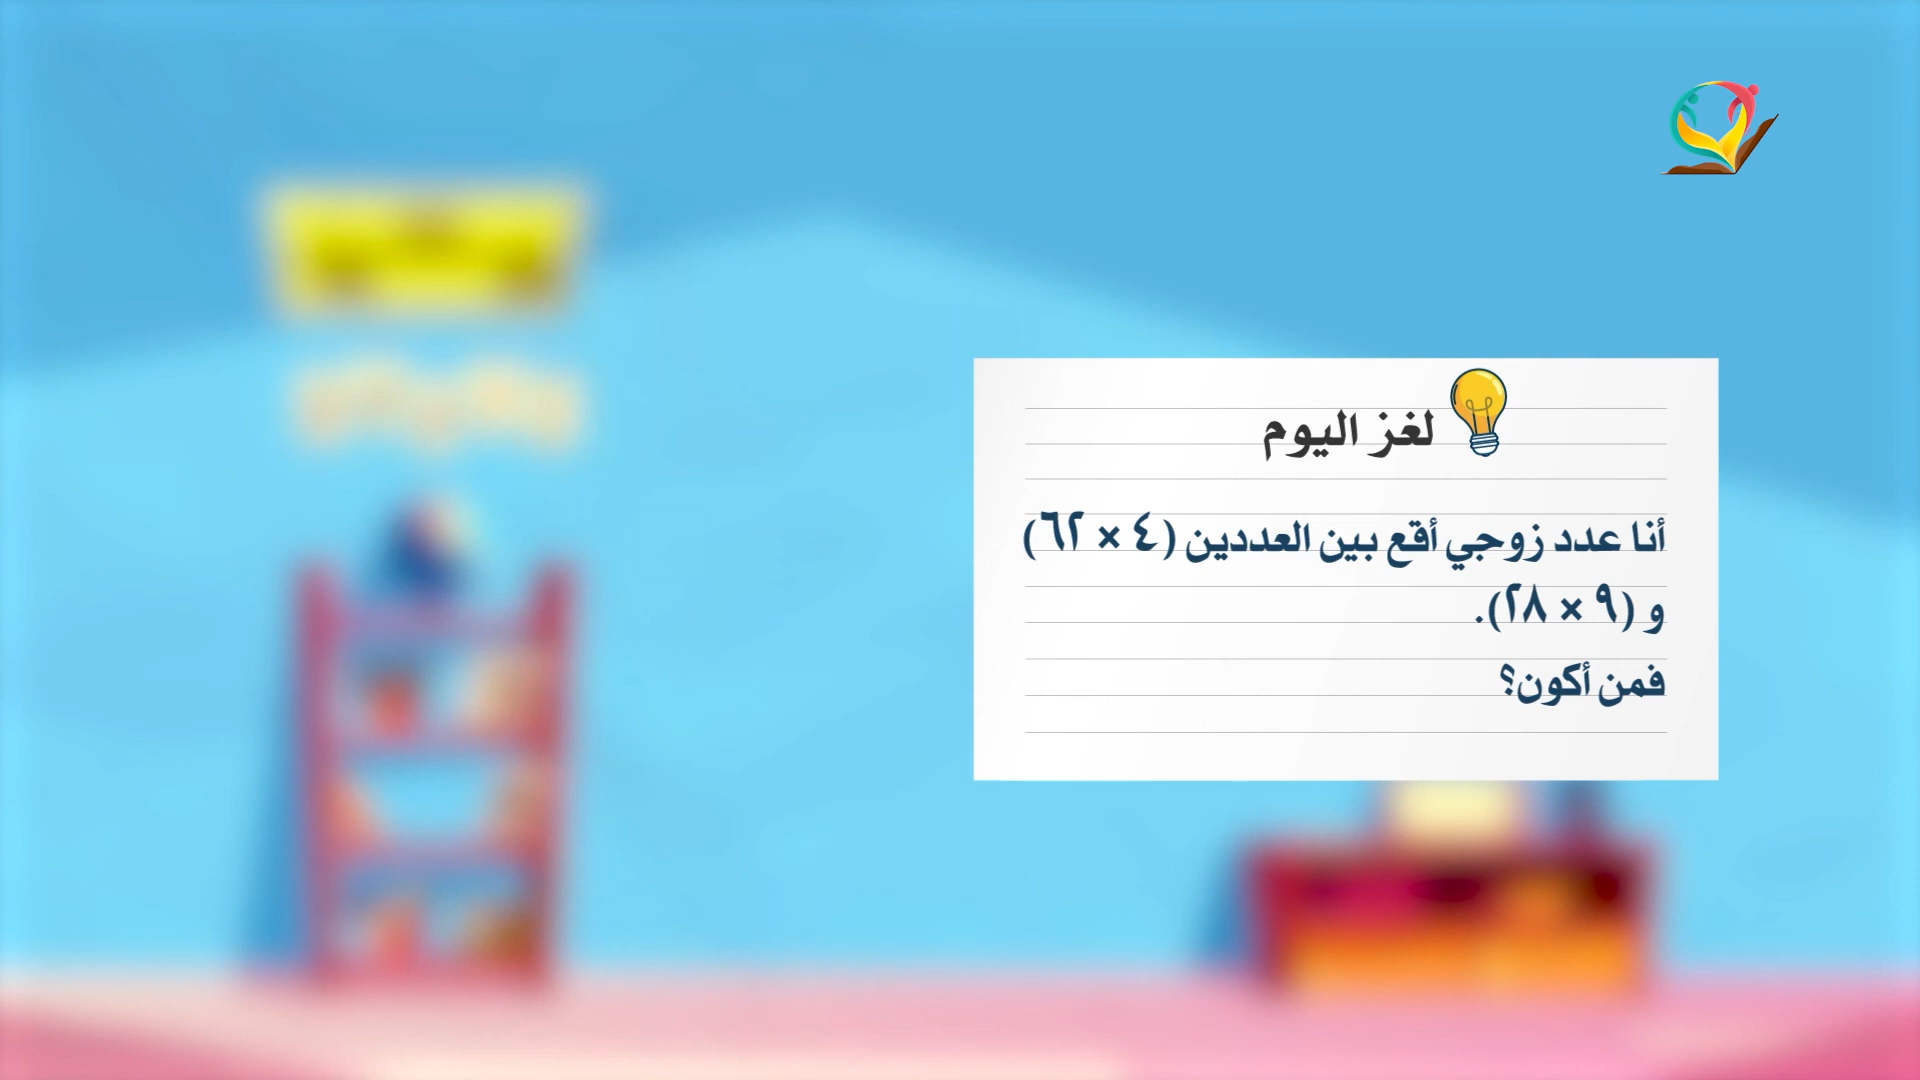 لغز اليوم
أنا عدد زوجي أقع بين العددين (٤ × ٦٢)
و (٩ × ٢٨).
فمن أكون؟